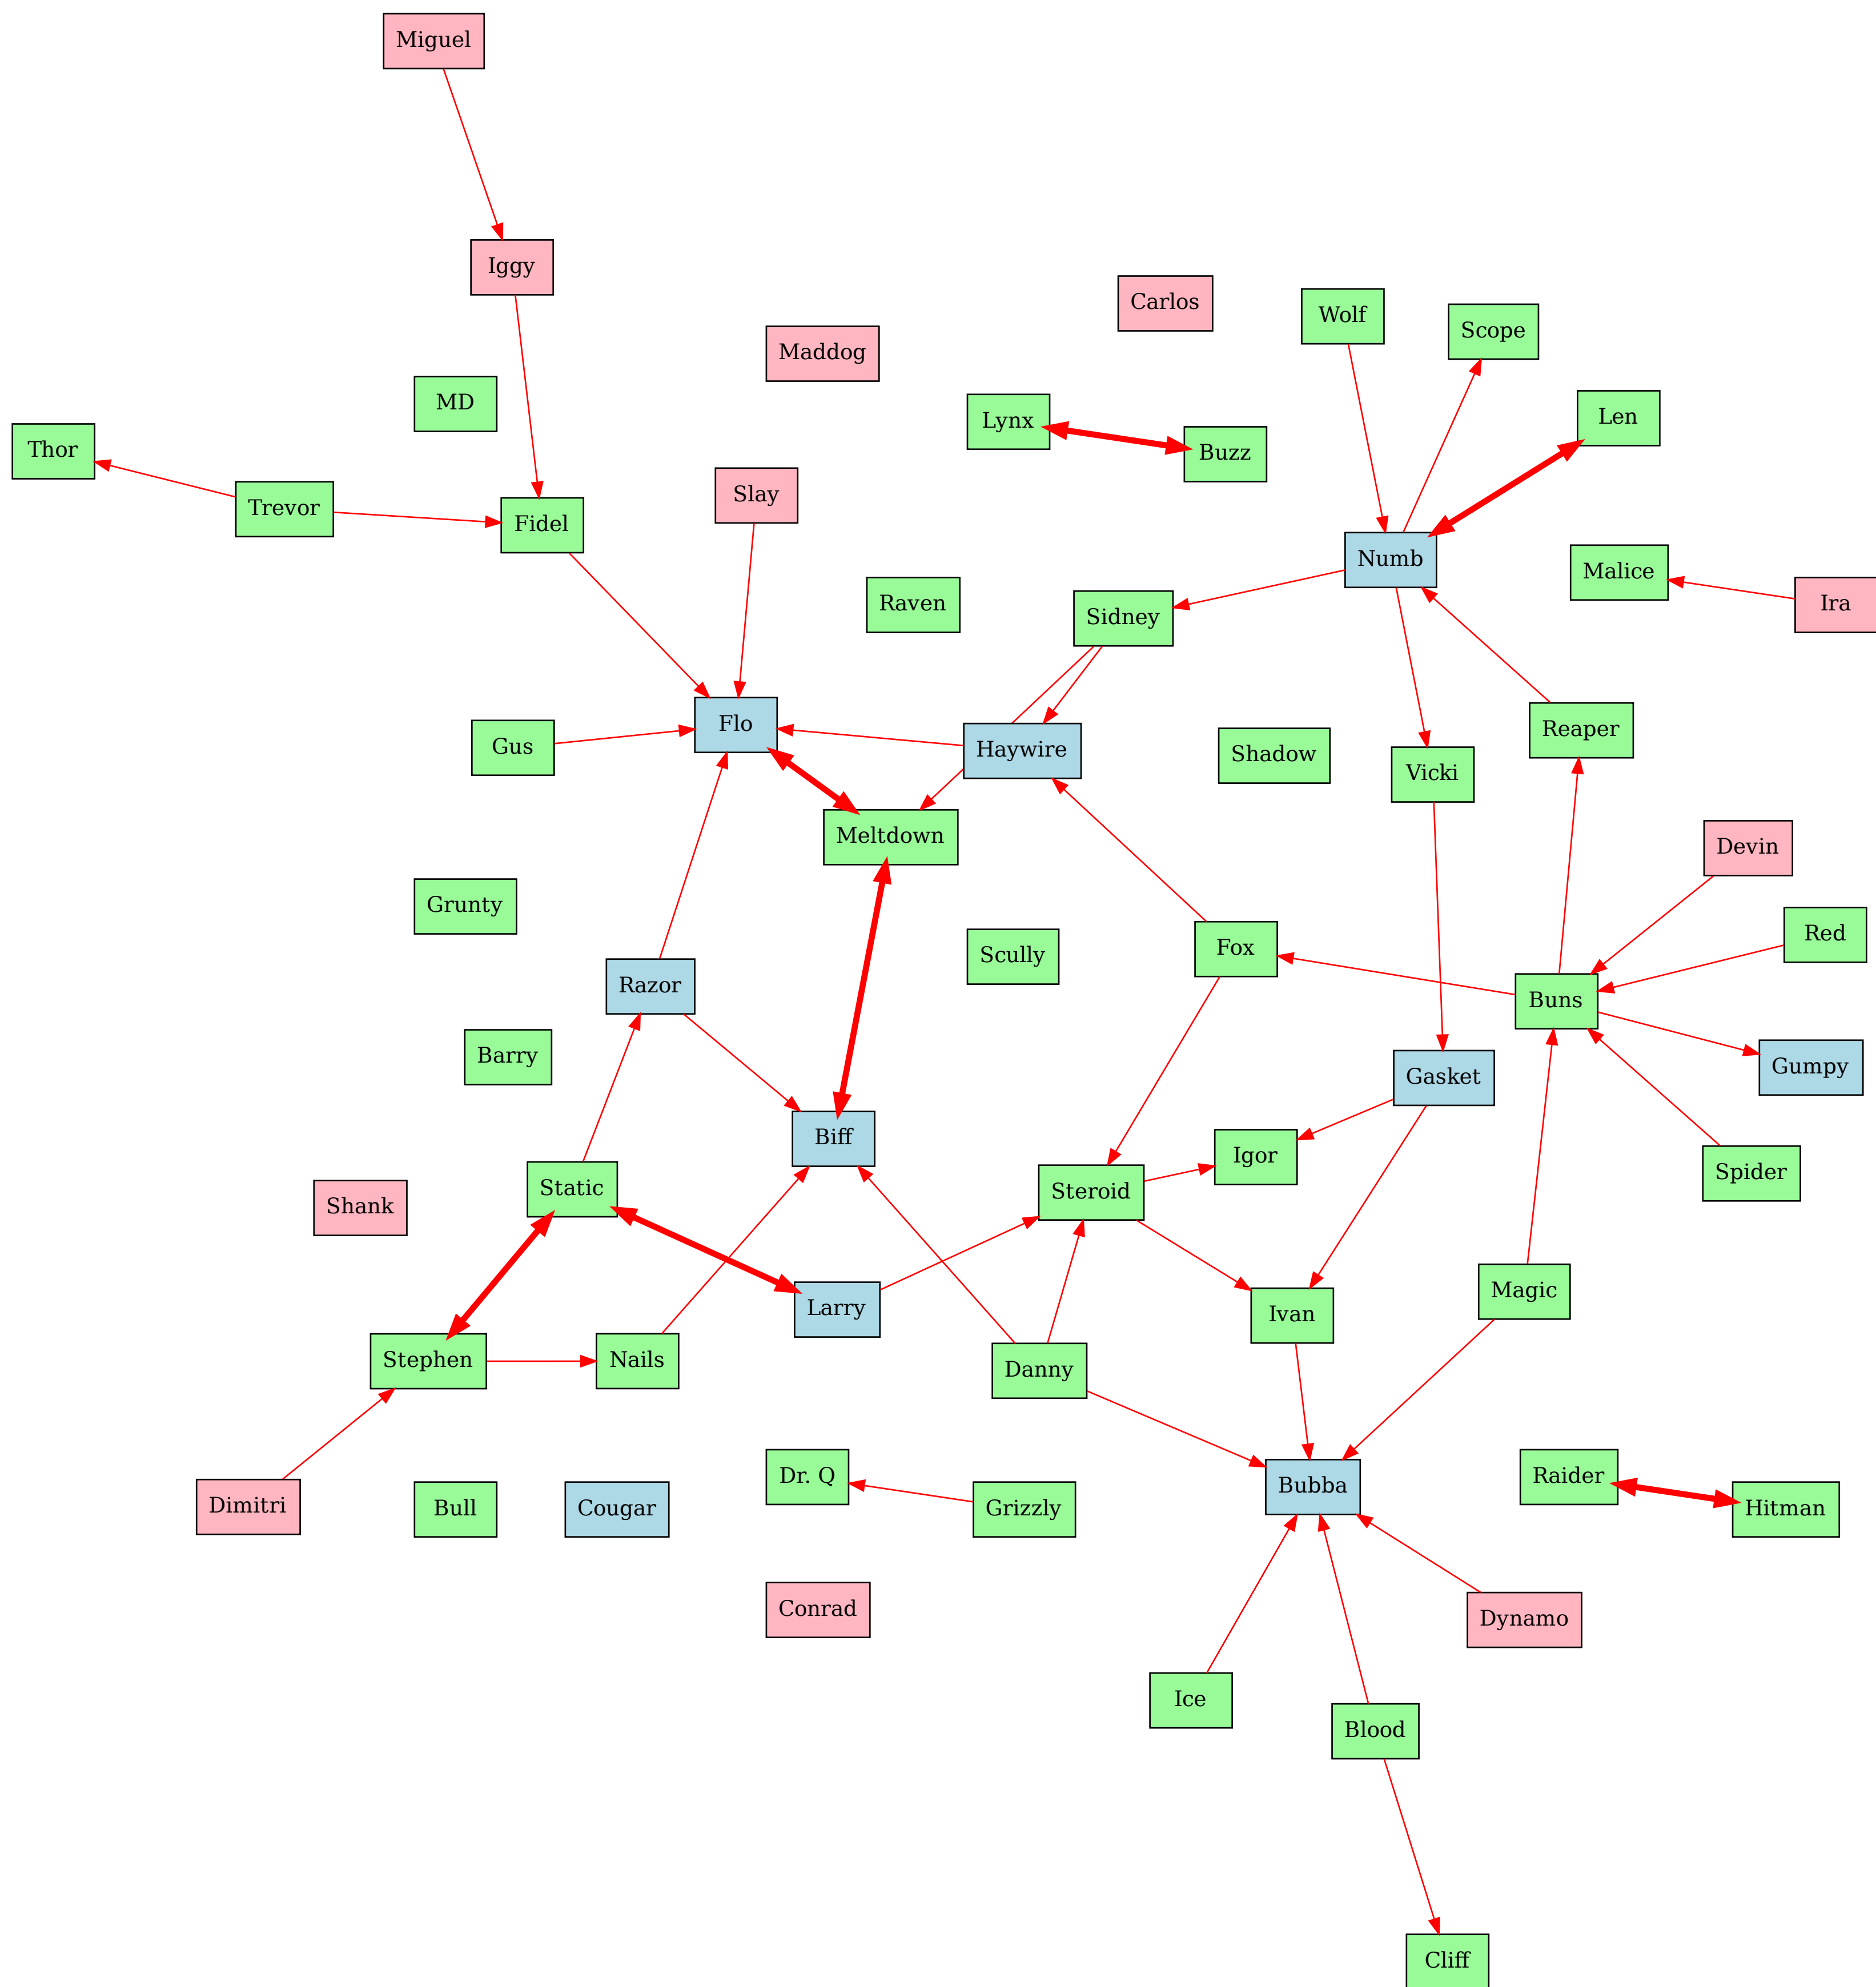 Miguel
Iggy
Carlos
Wolf
Scope
Maddog
MD
Lynx
Len
Thor
Buzz
Slay
Trevor
Fidel
Numb
Malice
Raven
Ira
Sidney
Flo
Reaper
Gus
Haywire
Shadow
Vicki
Meltdown
Devin
Grunty
Red
Fox
Scully
Razor
Buns
Barry
Gumpy
Gasket
Biff
Igor
Spider
Static
Steroid
Shank
Magic
Larry
Ivan
Stephen
Nails
Danny
Dr. Q
Raider
Bubba
Dimitri
Bull
Cougar
Grizzly
Hitman
Conrad
Dynamo
Ice
Blood
Cliff